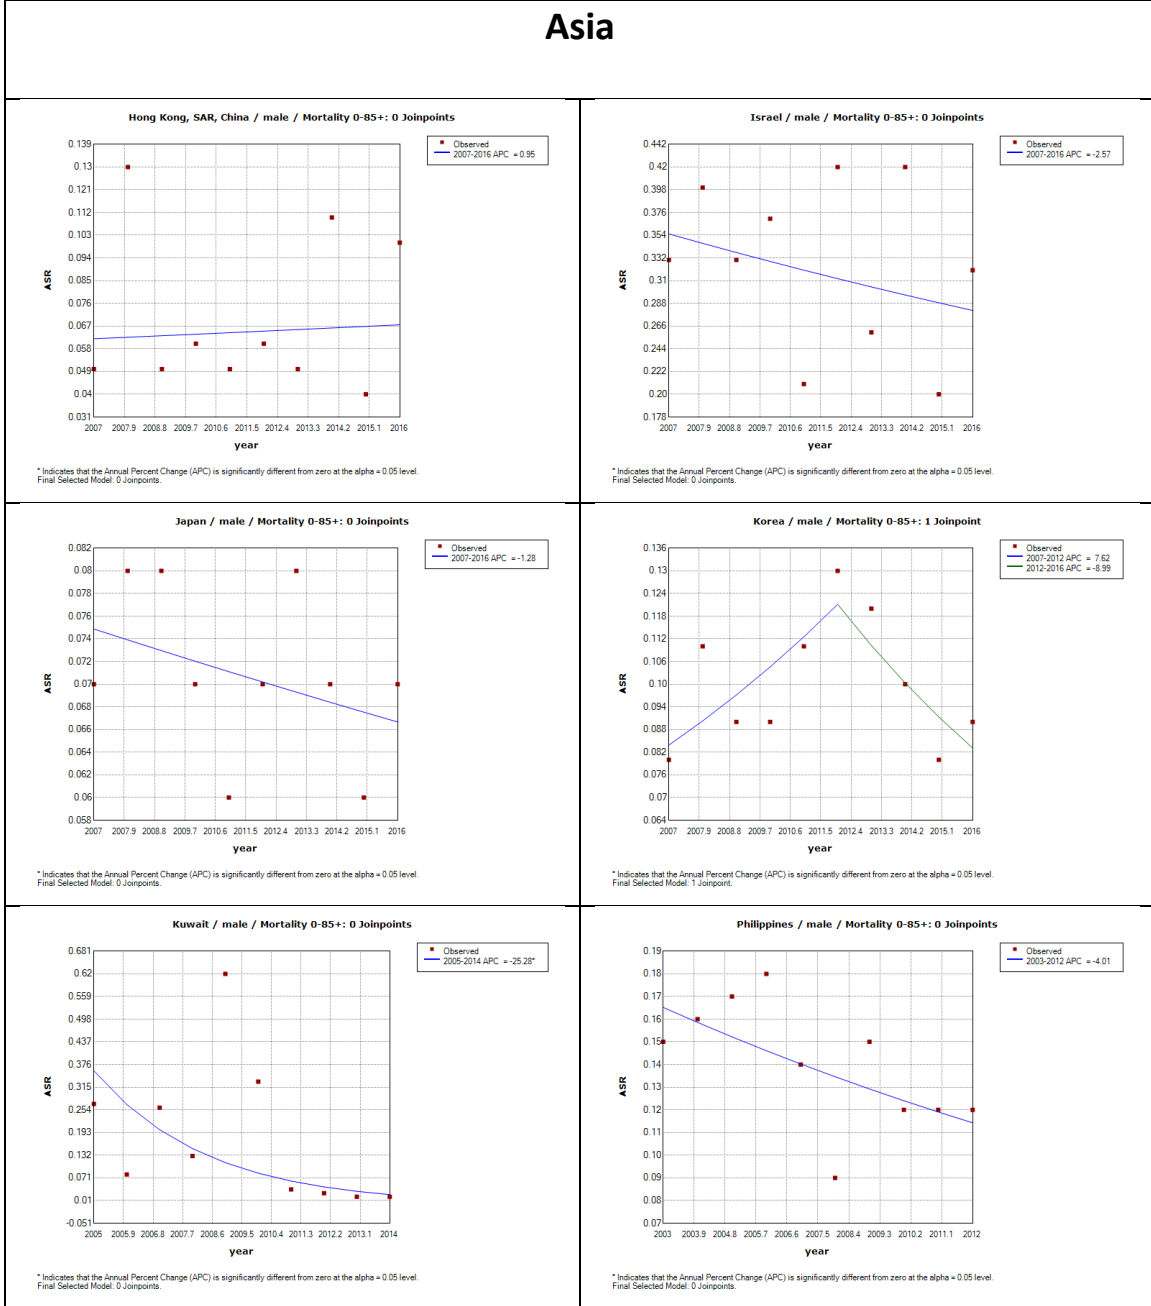 Asia
Hong Kong, SAR, China / male / Mortality 0-85+: 0 Joinpoints
Observed
2007-2016 APC = 0.95
0.139
0.13
0.121
0.112
0.103
0.094
0.085
0.076
0.067
0.058
0.049
0.04
0.031
ASR
2007 2007.9 2008.8 2009.7 2010.6 2011.5 2012.4 2013.3 2014.2 2015.1 2016
year
* Indicates that the Annual Percent Change (APC) is significantly different from zero at the alpha = 0.05 level.
Final Selected Model: 0 Joinpoints.
Israel / male / Mortality 0-85+: 0 Joinpoints
Observed
2007-2016 APC = -2.57
0.442
0.42
0.398
0.376
0.354
0.332
0.31
0.288
0.266
0.244
0.222
0.20
0.178
ASR
2007 2007.9 2008.8 2009.7 2010.6 2011.5 2012.4 2013.3 2014.2 2015.1 2016
year
* Indicates that the Annual Percent Change (APC) is significantly different from zero at the alpha = 0.05 level.
Final Selected Model: 0 Joinpoints.
Japan / male / Mortality 0-85+: 0 Joinpoints
Observed
2007-2016 APC = -1.28
0.082
0.08
0.078
0.076
0.074
0.072
0.07
0.068
0.066
0.064
0.062
0.06
0.058
ASR
2007 2007.9 2008.8 2009.7 2010.6 2011.5 2012.4 2013.3 2014.2 2015.1 2016
year
* Indicates that the Annual Percent Change (APC) is significantly different from zero at the alpha = 0.05 level.
Final Selected Model: 0 Joinpoints.
Korea / male / Mortality 0-85+: 1 Joinpoint
Observed
2007-2012 APC = 7.62
2012-2016 APC = -8.99
0.136
0.13
0.124
0.118
0.112
0.106
0.10
0.094
0.088
0.082
0.076
0.07
0.064
ASR
2007 2007.9 2008.8 2009.7 2010.6 2011.5 2012.4 2013.3 2014.2 2015.1 2016
year
* Indicates that the Annual Percent Change (APC) is significantly different from zero at the alpha = 0.05 level.
Final Selected Model: 1 Joinpoint.
Kuwait / male / Mortality 0-85+: 0 Joinpoints
Observed
2005-2014 APC = -25.28*
0.681
0.62
0.559
0.498
0.437
0.376
0.315
0.254
0.193
0.132
0.071
0.01
-0.051
ASR
2005 2005.9 2006.8 2007.7 2008.6 2009.5 2010.4 2011.3 2012.2 2013.1 2014
year
* Indicates that the Annual Percent Change (APC) is significantly different from zero at the alpha = 0.05 level.
Final Selected Model: 0 Joinpoints.
Philippines / male / Mortality 0-85+: 0 Joinpoints
Observed
2003-2012 APC = -4.01
0.19
0.18
0.17
0.16
0.15
0.14
0.13
0.12
0.11
0.10
0.09
0.08
0.07
ASR
2003 2003.9 2004.8 2005.7 2006.6 2007.5 2008.4 2009.3 2010.2 2011.1 2012
year
* Indicates that the Annual Percent Change (APC) is significantly different from zero at the alpha = 0.05 level.
Final Selected Model: 0 Joinpoints.